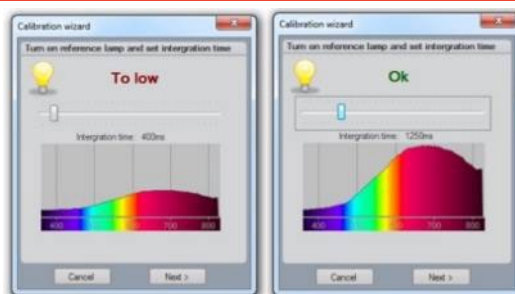 Calibration wizard
Turn on reference lamp and set intergration time
To low
Intergration time: 400ms
400 600 700 800
Cancel Next >
Calibration wizard
Turn on reference lamp and set intergration time
Ok
Intergration time: 1250ms
400 600 700 800
Cancel Next >